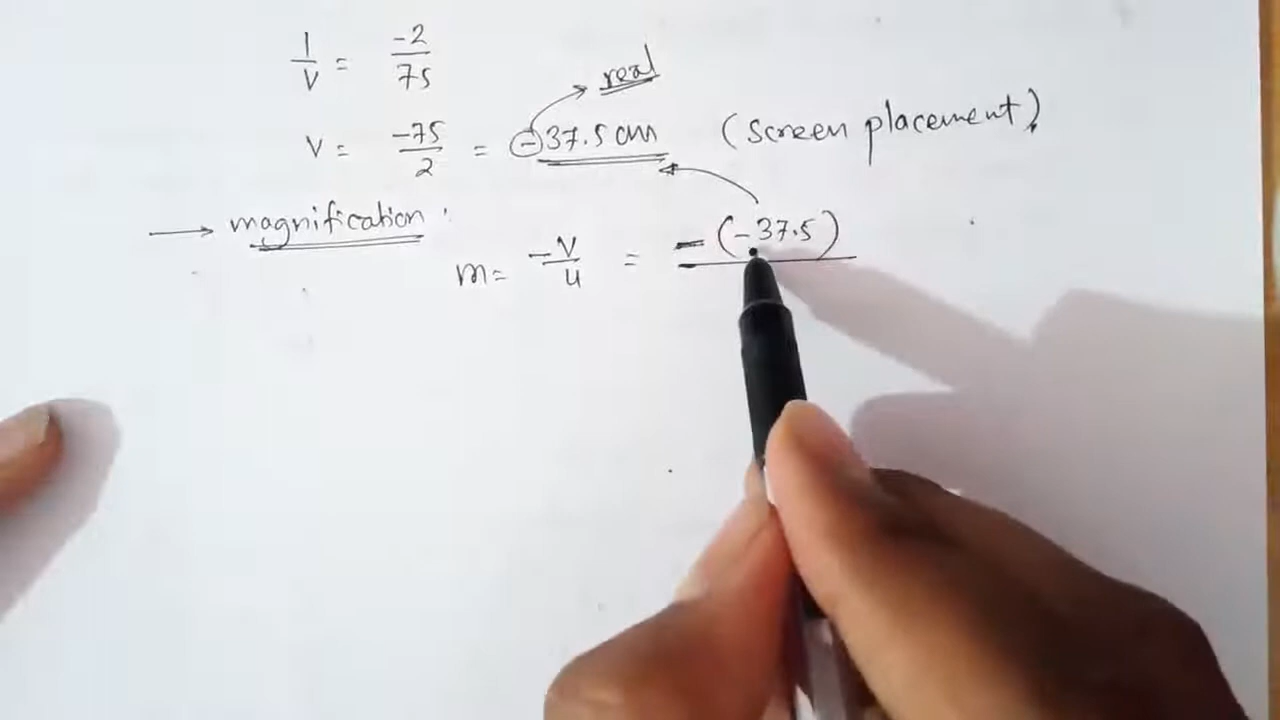 1/v = -2/75
real
v = -75/2 = -37.5 cm (screen placement)
→ magnification:
m = -v/u = -(-37.5)